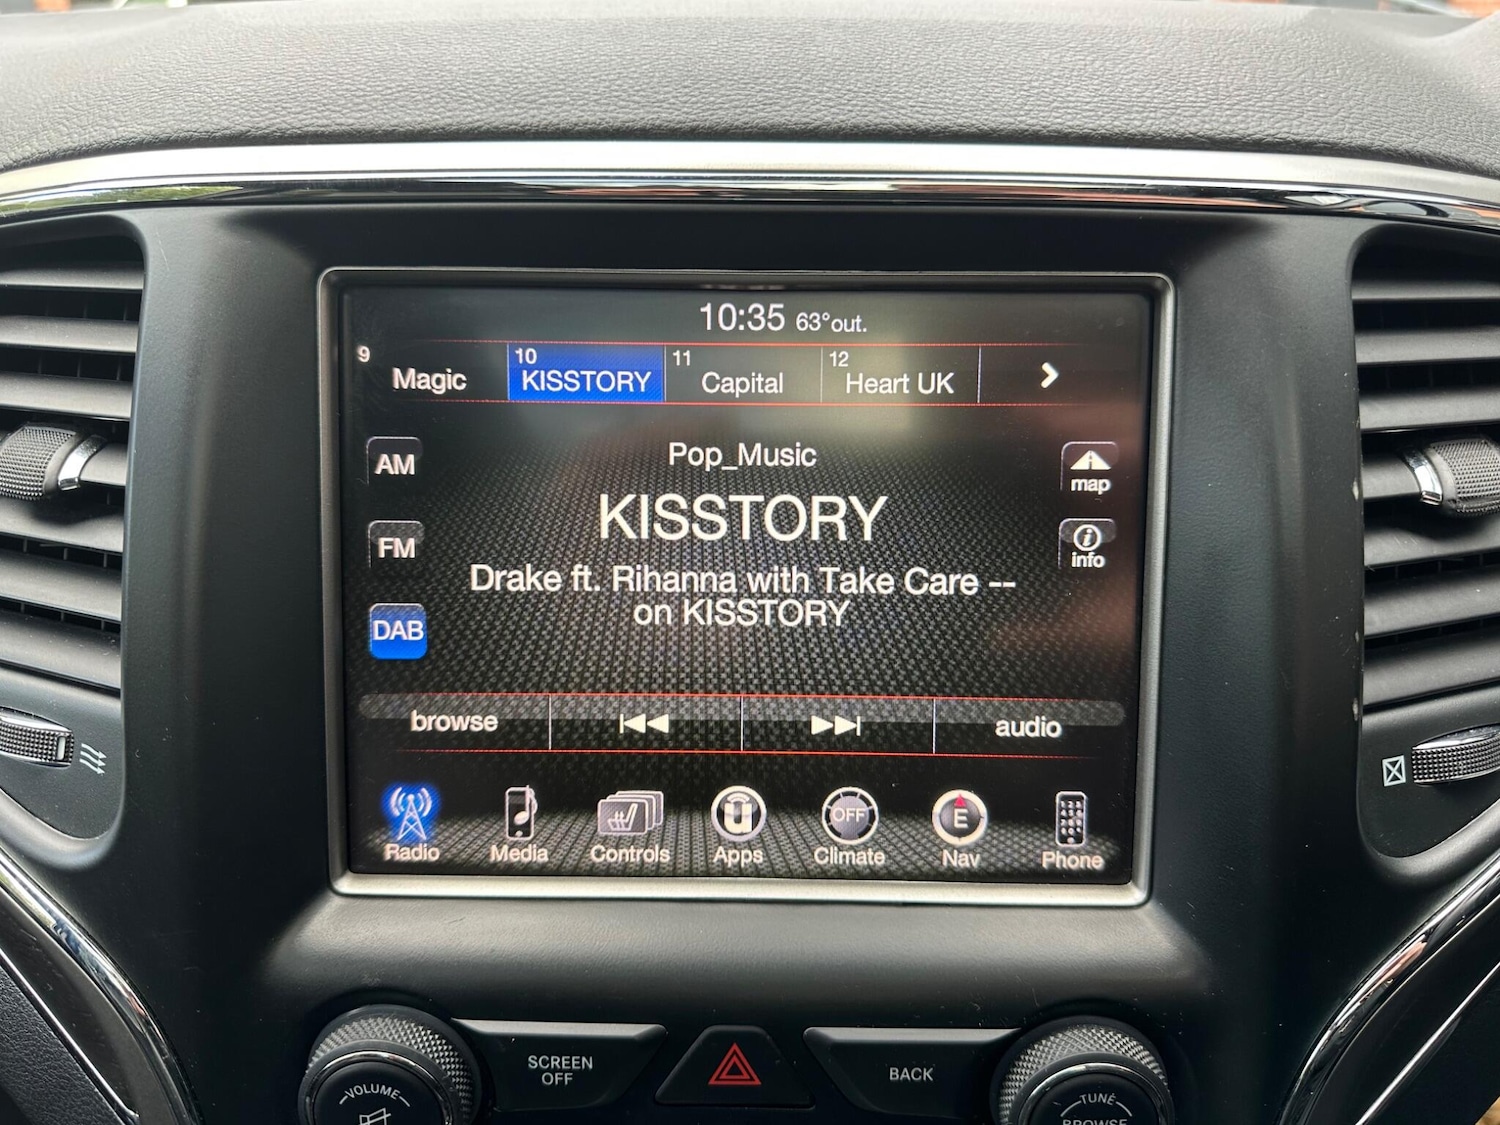 10:35 63°out.
9 Magic
10 KISSTORY
11 Capital
12 Heart UK
AM
Pop_Music
map
KISSTORY
FM
info
Drake ft. Rihanna with Take Care --
on KISSTORY
DAB
browse
audio
OFF
E
Radio Media Controls Apps Climate Nav Phone
SCREEN
OFF
BACK
VOLUME
TUNE
BROWSE